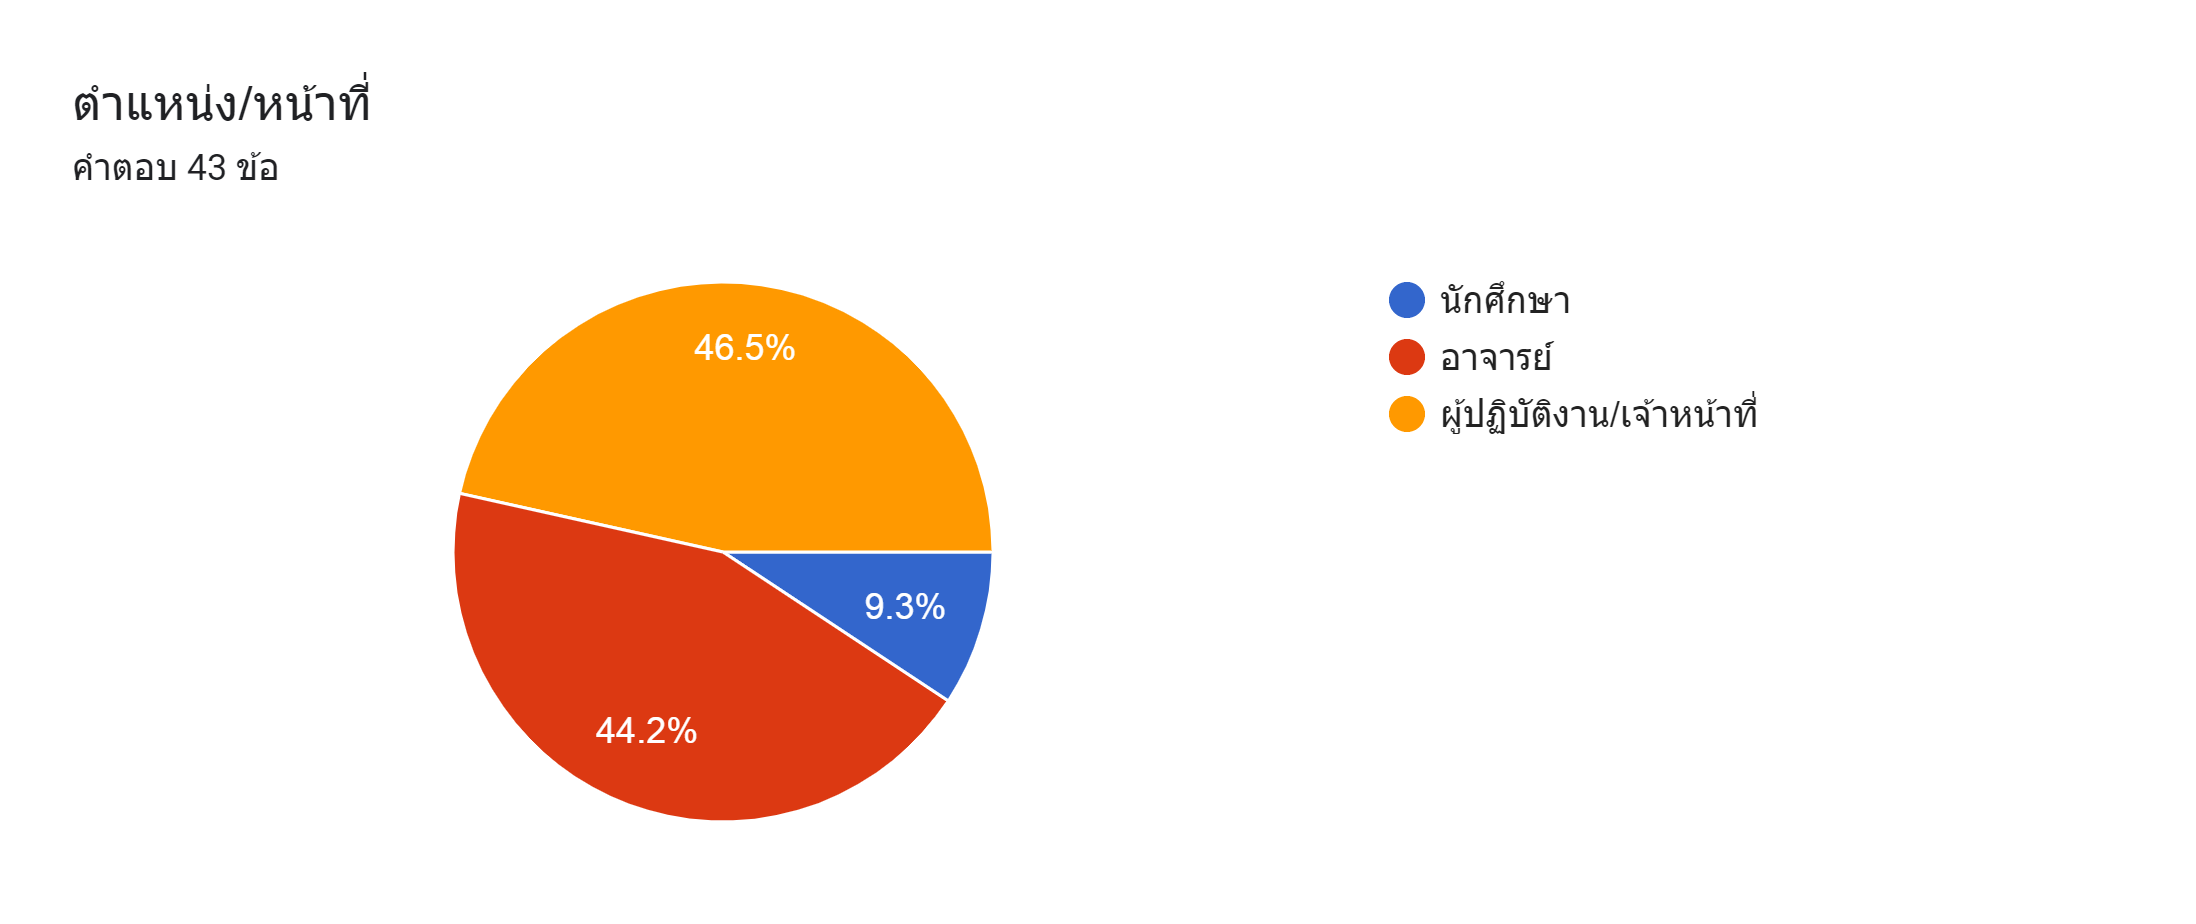 ตำแหน่ง/หน้าที่
คำตอบ 43 ข้อ
นักศึกษา
อาจารย์
ผู้ปฏิบัติงาน/เจ้าหน้าที่
46.5%
9.3%
44.2%